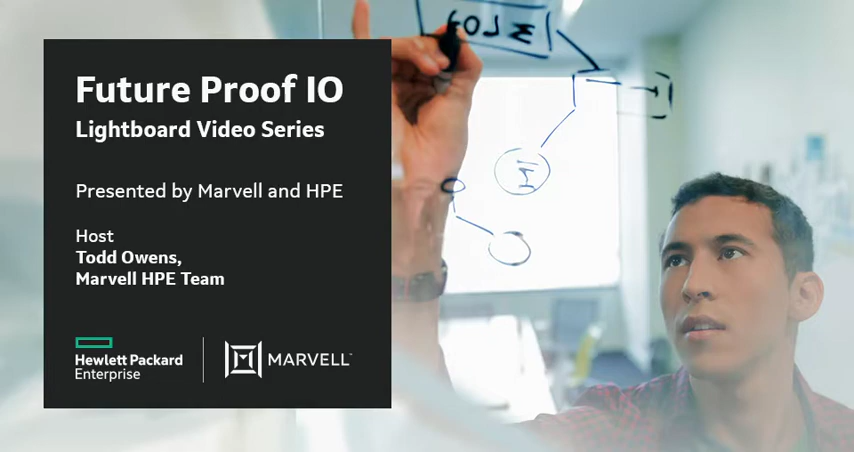 Future Proof IO
Lightboard Video Series
Presented by Marvell and HPE
Host
Todd Owens,
Marvell HPE Team
Hewlett Packard
Enterprise
MARVELL™